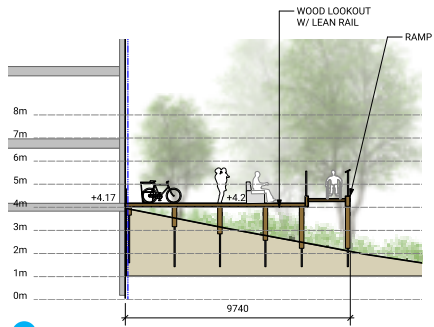 WOOD LOOKOUT
W/ LEAN RAIL
RAMP
8m
7m
6m
5m
+4.17
+4.2
4m
3m
2m
1m
0m
9740